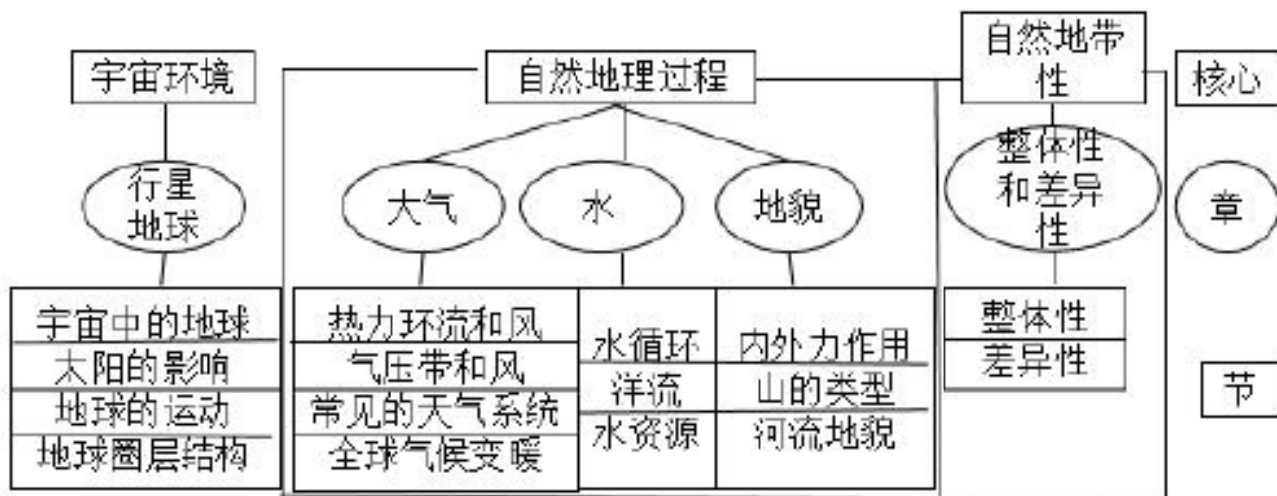 宇宙环境
自然地理过程
自然地带
性
核心
行星
地球
大气
水
地貌
整体性
和差异
性
章
宇宙中的地球
太阳的影响
地球的运动
地球圈层结构
热力环流和风
气压带和风
常见的天气系统
全球气候变暖
水循环
洋流
水资源
内外力作用
山的类型
河流地貌
整体性
差异性
节